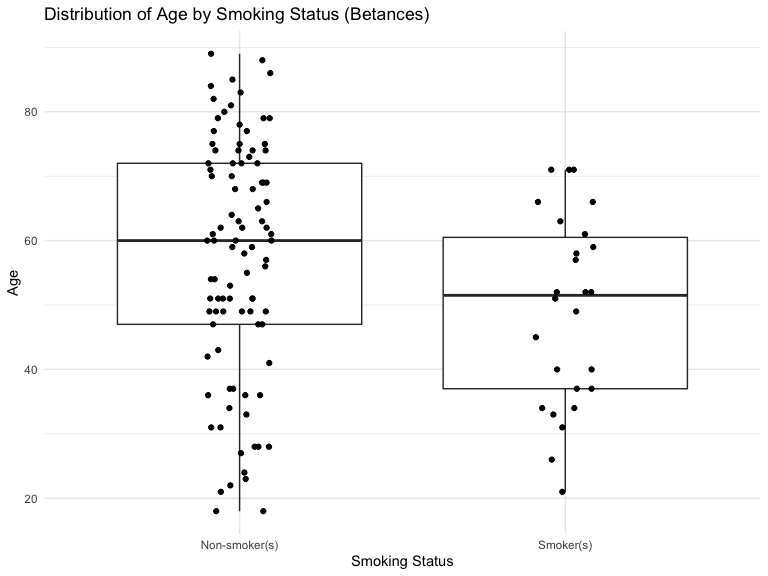 Distribution of Age by Smoking Status (Betances)
Age
80
60
40
20
Non-smoker(s) Smoker(s)
Smoking Status